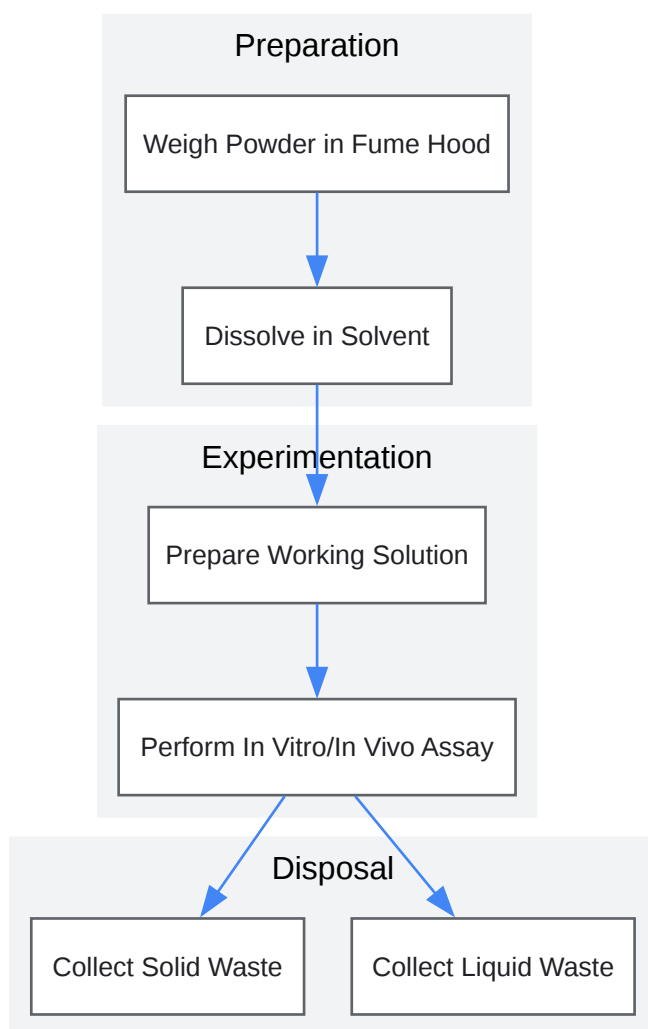 Preparation
Weigh Powder in Fume Hood
Dissolve in Solvent
Experimentation
Prepare Working Solution
Perform In Vitro/In Vivo Assay
Disposal
Collect Solid Waste
Collect Liquid Waste